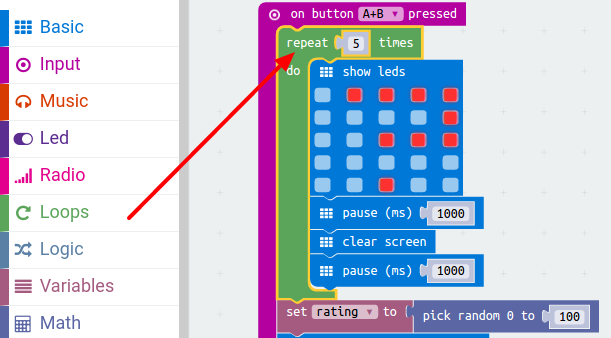 Basic
Input
Music
Led
Radio
Loops
Logic
Variables
Math
on button A+B ▼ pressed
repeat 5 times
do
show leds
pause (ms) 1000
clear screen
pause (ms) 1000
set rating ▼ to pick random 0 to 100